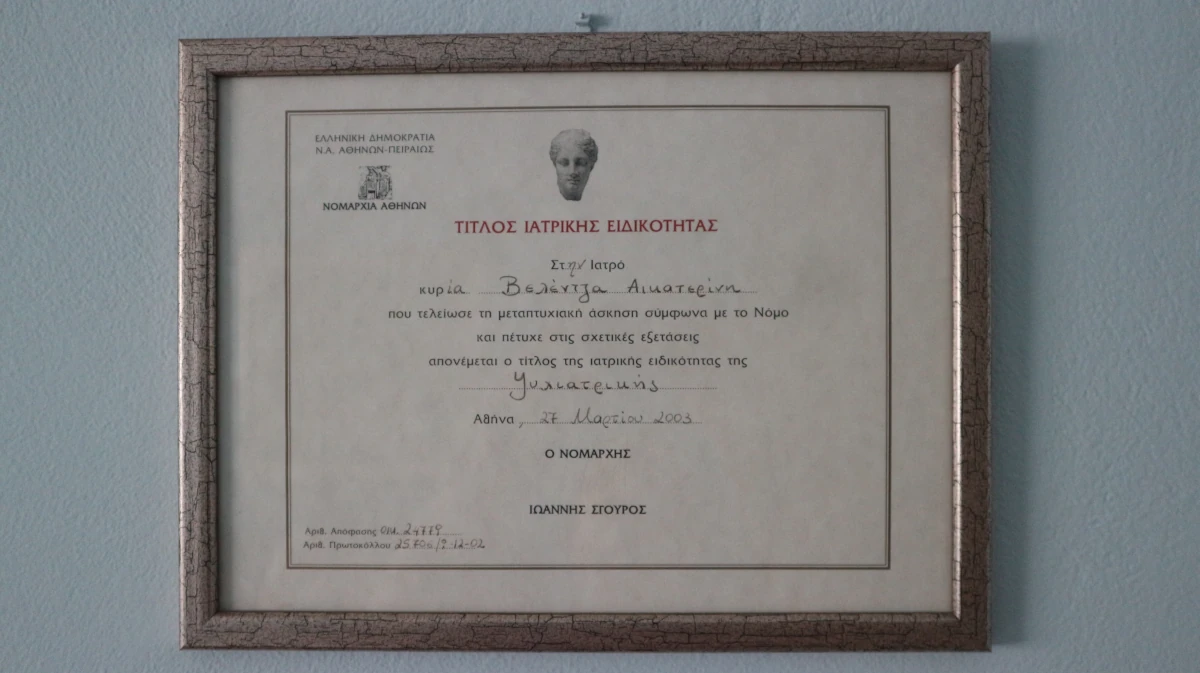 ΕΛΛΗΝΙΚΗ ΔΗΜΟΚΡΑΤΙΑ
Ν.Α. ΑΘΗΝΩΝ-ΠΕΙΡΑΙΩΣ
ΝΟΜΑΡΧΙΑ ΑΘΗΝΩΝ
ΤΙΤΛΟΣ ΙΑΤΡΙΚΗΣ ΕΙΔΙΚΟΤΗΤΑΣ
Στην Ιατρό
κυρία Βελέντζα Αικατερίνη
που τελείωσε τη μεταπτυχιακή άσκηση σύμφωνα με το Νόμο
και πέτυχε στις σχετικές εξετάσεις
απονέμεται ο τίτλος της ιατρικής ειδικότητας της
Ψυχιατρικής
Αθήνα, 27 Μαρτίου 2003
Ο ΝΟΜΑΡΧΗΣ
ΙΩΑΝΝΗΣ ΣΓΟΥΡΟΣ
Αριθ. Απόφασης 24779
Αριθ. Πρωτοκόλλου